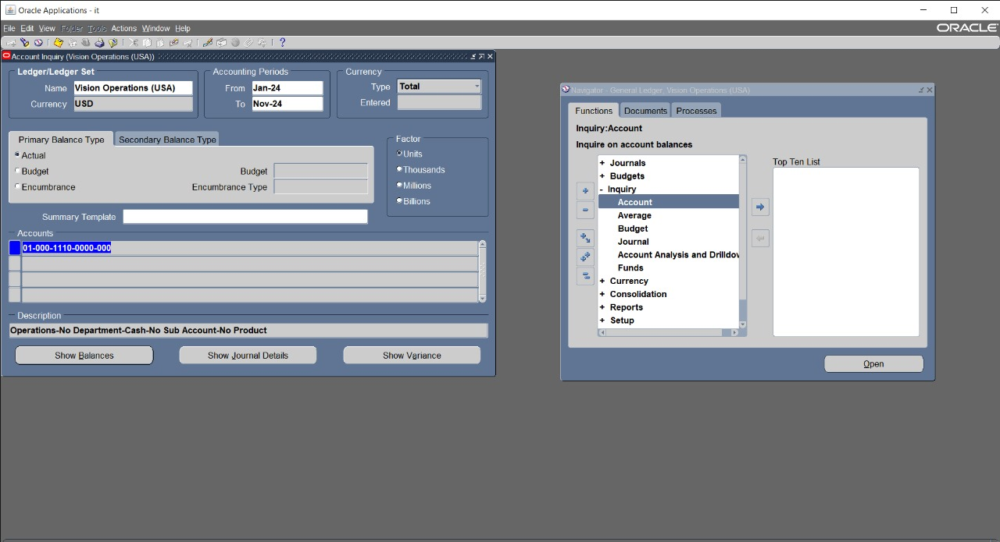 Oracle Applications - it
File Edit View Folder Tools Actions Window Help
ORACLE
Account Inquiry (Vision Operations (USA))
Ledger/Ledger Set
Name Vision Operations (USA)
Currency USD
Accounting Periods
From Jan-24
To Nov-24
Currency
Type Total
Entered
Primary Balance Type Secondary Balance Type
Actual
Budget Budget
Encumbrance Encumbrance Type
Factor
Units
Thousands
Millions
Billions
Summary Template
Accounts
01-000-1110-0000-000
Description
Operations-No Department-Cash-No Sub Account-No Product
Show Balances Show Journal Details Show Variance
Navigator - General Ledger, Vision Operations (USA)
Functions Documents Processes
Inquiry:Account
Inquire on account balances
+ Journals
+ Budgets
- Inquiry
Account
Average
Budget
Journal
Account Analysis and Drilldov
Funds
+ Currency
+ Consolidation
+ Reports
+ Setup
Top Ten List
Open